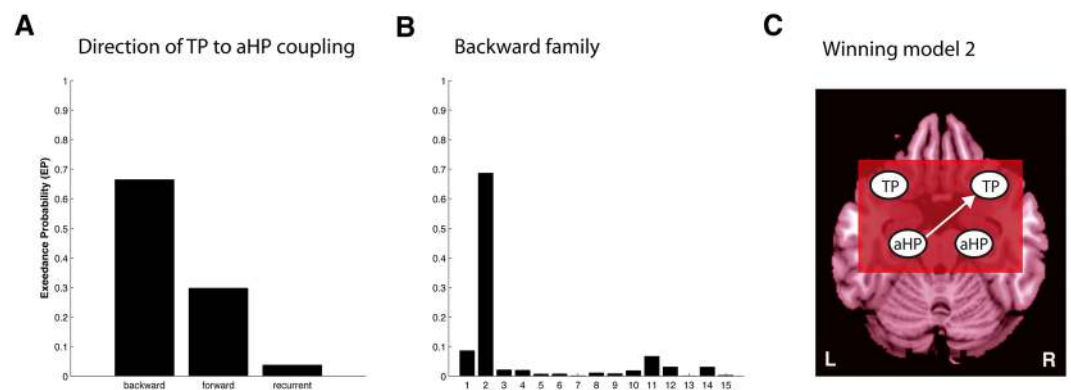 A
Direction of TP to aHP coupling
Exeedance Probability (EP)
1
0.9
0.8
0.7
0.6
0.5
0.4
0.3
0.2
0.1
0
backward forward recurrent
B
Backward family
1
0.9
0.8
0.7
0.6
0.5
0.4
0.3
0.2
0.1
0
1 2 3 4 5 6 7 8 9 10 11 12 13 14 15
C
Winning model 2
TP TP
aHP aHP
L R